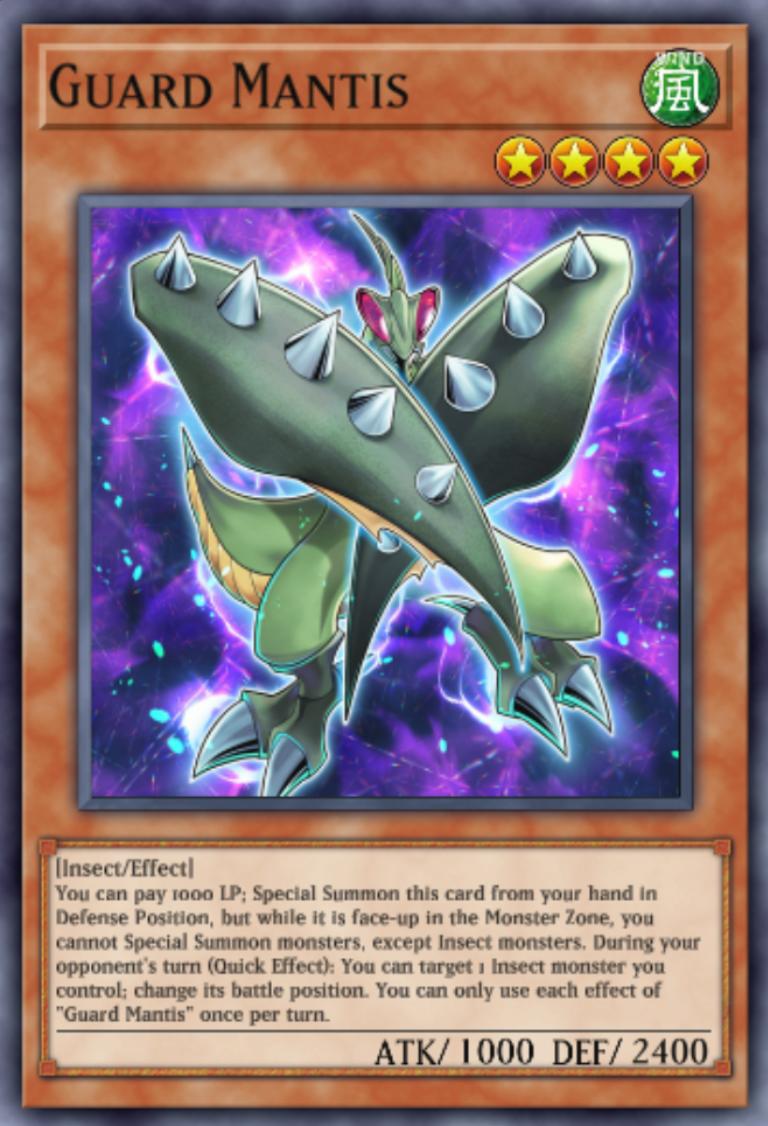 GUARD MANTIS
WIND
風
[Insect/Effect]
You can pay 1000 LP; Special Summon this card from your hand in
Defense Position, but while it is face-up in the Monster Zone, you
cannot Special Summon monsters, except Insect monsters. During your
opponent's turn (Quick Effect): You can target 1 Insect monster you
control; change its battle position. You can only use each effect of
"Guard Mantis" once per turn.
ATK/ 1000 DEF/ 2400